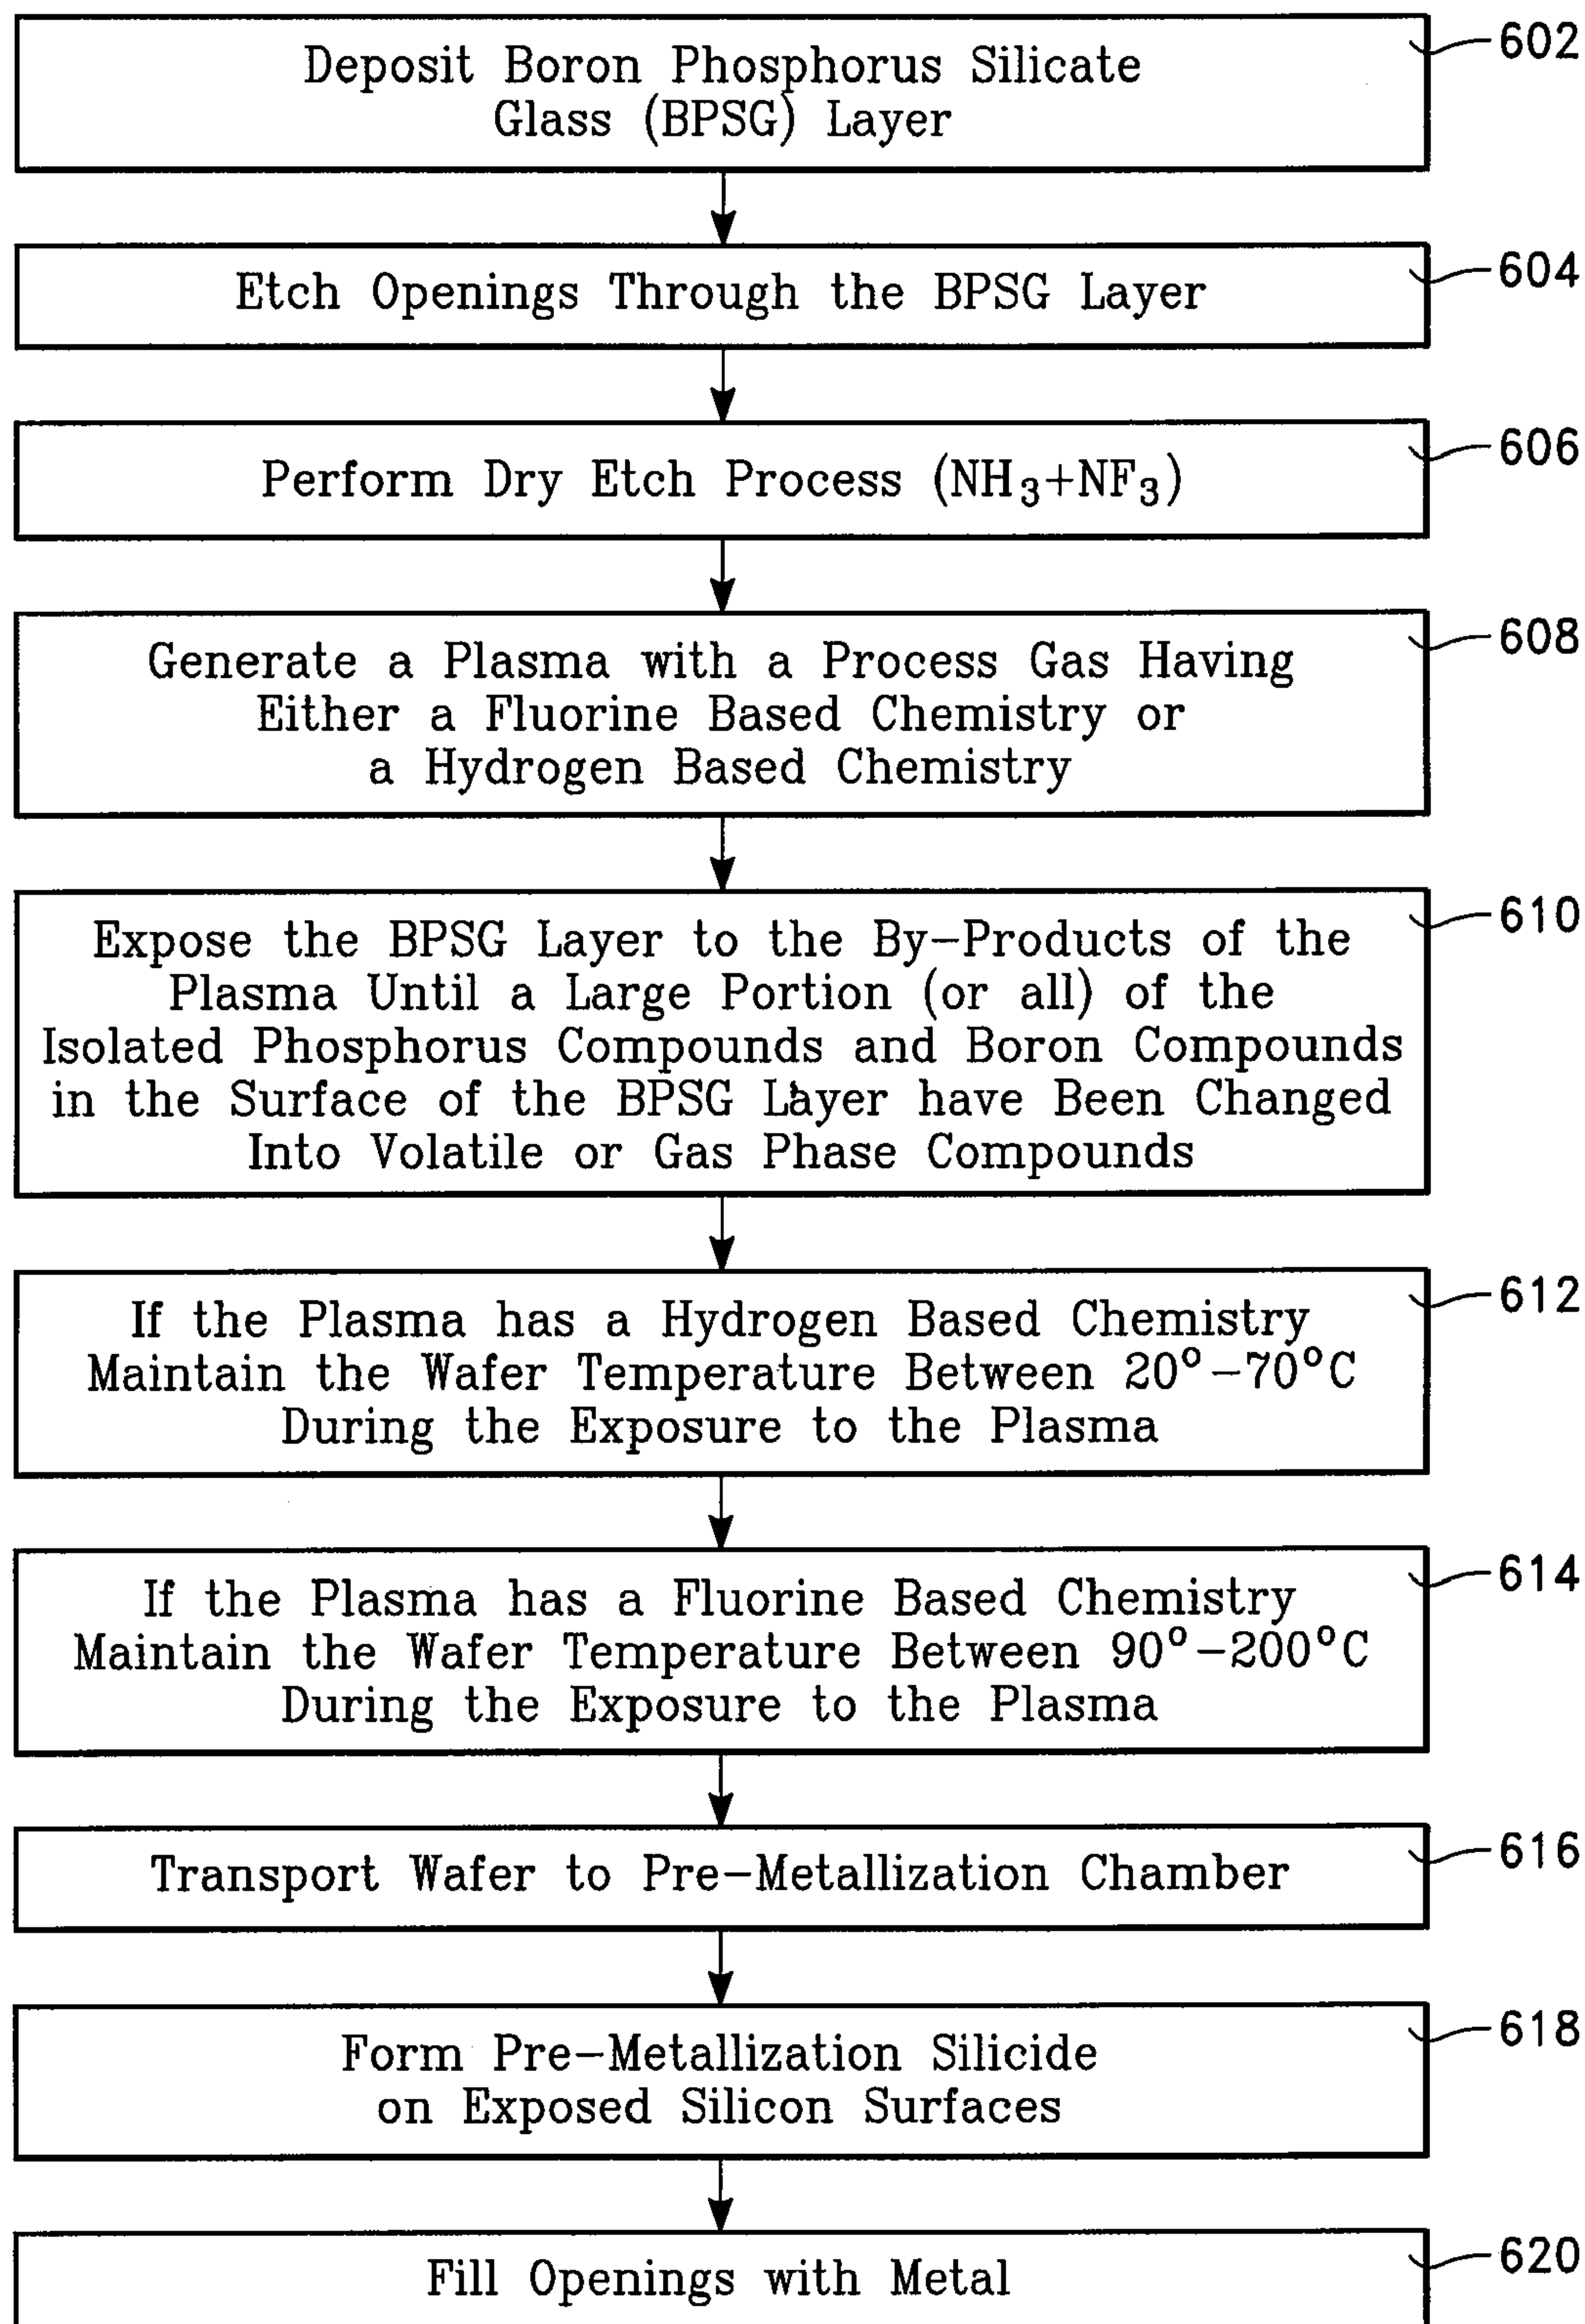 Deposit Boron Phosphorus Silicate
Glass (BPSG) Layer
602
Etch Openings Through the BPSG Layer
604
Perform Dry Etch Process (NH₃+NF₃)
606
Generate a Plasma with a Process Gas Having
Either a Fluorine Based Chemistry or
a Hydrogen Based Chemistry
608
Expose the BPSG Layer to the By-Products of the
Plasma Until a Large Portion (or all) of the
Isolated Phosphorus Compounds and Boron Compounds
in the Surface of the BPSG Layer have Been Changed
Into Volatile or Gas Phase Compounds
610
If the Plasma has a Hydrogen Based Chemistry
Maintain the Wafer Temperature Between 20°-70°C
During the Exposure to the Plasma
612
If the Plasma has a Fluorine Based Chemistry
Maintain the Wafer Temperature Between 90°-200°C
During the Exposure to the Plasma
614
Transport Wafer to Pre-Metallization Chamber
616
Form Pre-Metallization Silicide
on Exposed Silicon Surfaces
618
Fill Openings with Metal
620